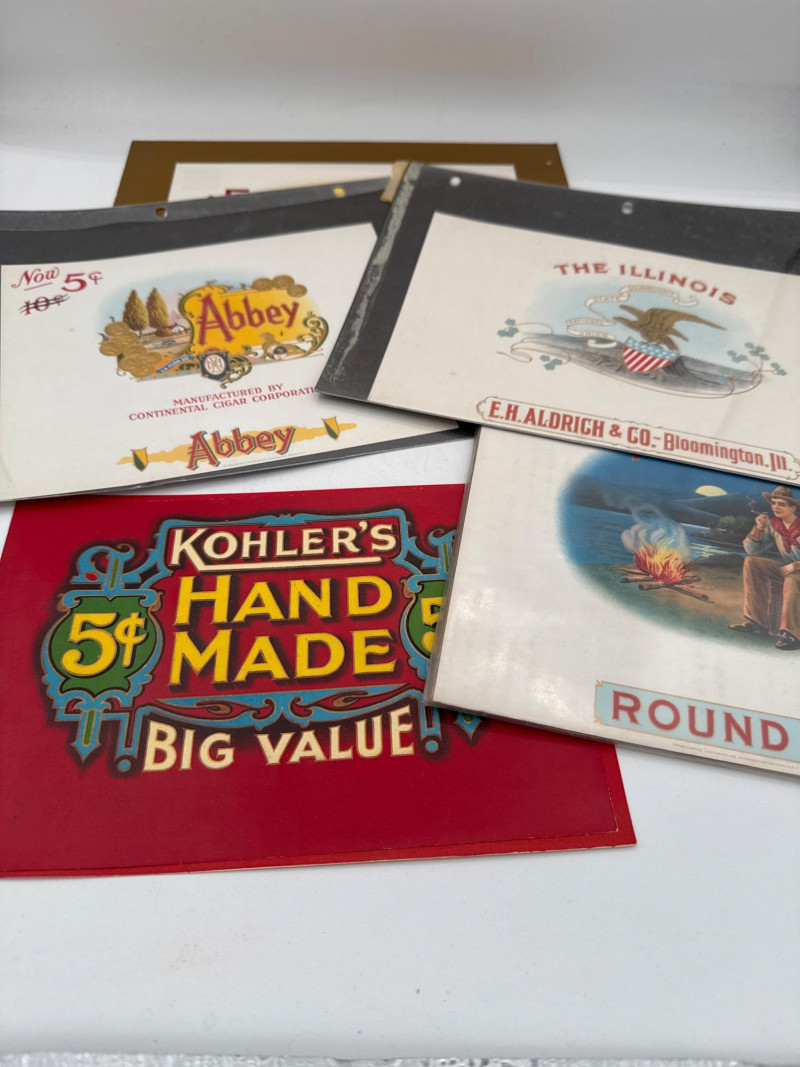 Now 5¢
10¢
Abbey
MANUFACTURED BY
CONTINENTAL CIGAR
Abbey
THE ILLINOIS
E.H. ALDRICH & CO.- Bloomington, Ill.
KOHLER'S
HAND
MADE
5¢
BIG VALUE
ROUND